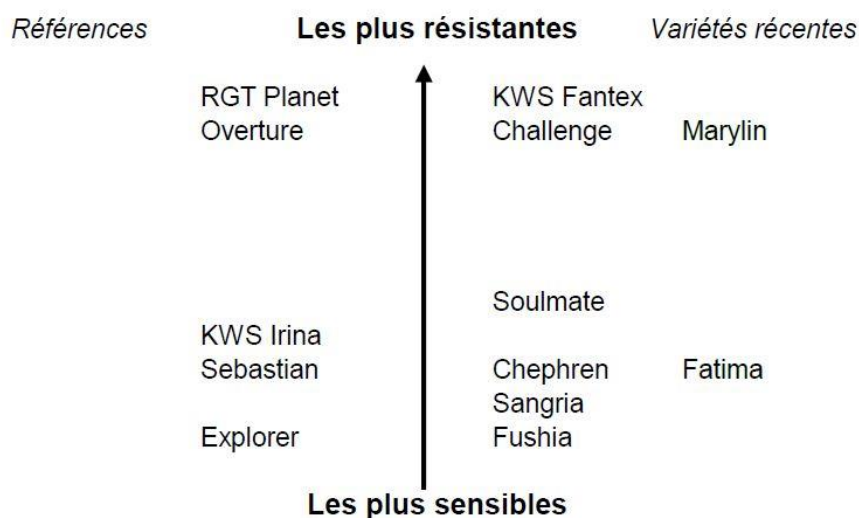 Références Les plus résistantes Variétés récentes
RGT Planet KWS Fantex
Overture Challenge Marylin
Soulmate
KWS Irina
Sebastian Chephren Fatima
Sangria
Explorer Fushia
Les plus sensibles